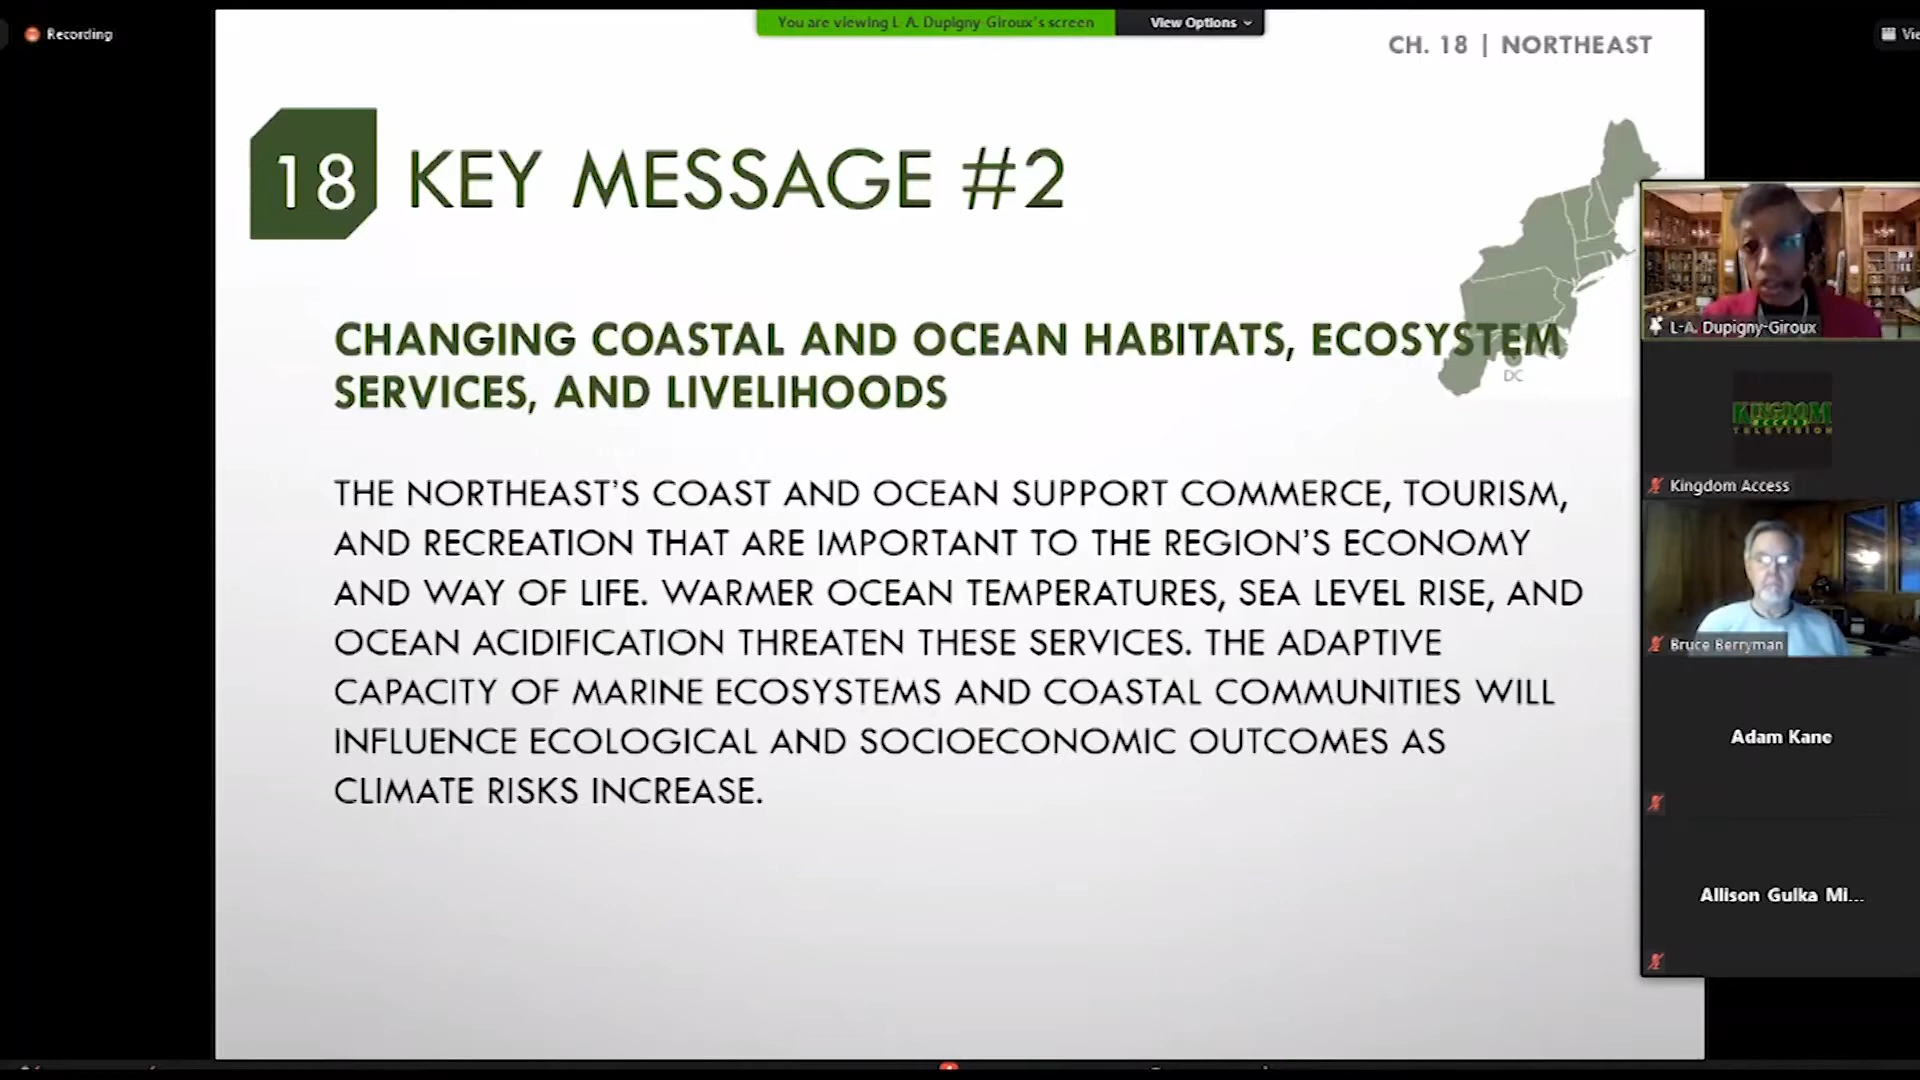 Recording
You are viewing L-A. Dupigny-Giroux's screen
View Options
CH. 18 | NORTHEAST
18 KEY MESSAGE #2
CHANGING COASTAL AND OCEAN HABITATS, ECOSYSTEM
SERVICES, AND LIVELIHOODS
DC
THE NORTHEAST'S COAST AND OCEAN SUPPORT COMMERCE, TOURISM,
AND RECREATION THAT ARE IMPORTANT TO THE REGION'S ECONOMY
AND WAY OF LIFE. WARMER OCEAN TEMPERATURES, SEA LEVEL RISE, AND
OCEAN ACIDIFICATION THREATEN THESE SERVICES. THE ADAPTIVE
CAPACITY OF MARINE ECOSYSTEMS AND COASTAL COMMUNITIES WILL
INFLUENCE ECOLOGICAL AND SOCIOECONOMIC OUTCOMES AS
CLIMATE RISKS INCREASE.
L-A. Dupigny-Giroux
KINGDOM
ACCESS
TELEVISION
Kingdom Access
Bruce Berryman
Adam Kane
Allison Gulka Mi...